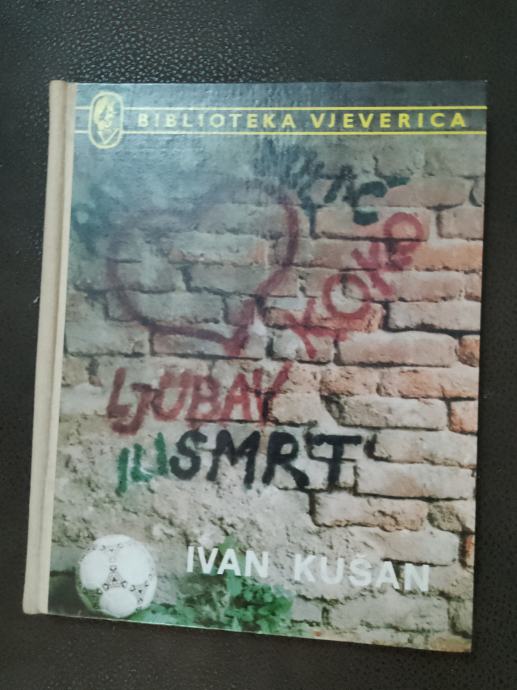 BIBLIOTEKA VJEVERICA
KOKO
LJUBAV
ILI SMRT
IVAN KUŠAN